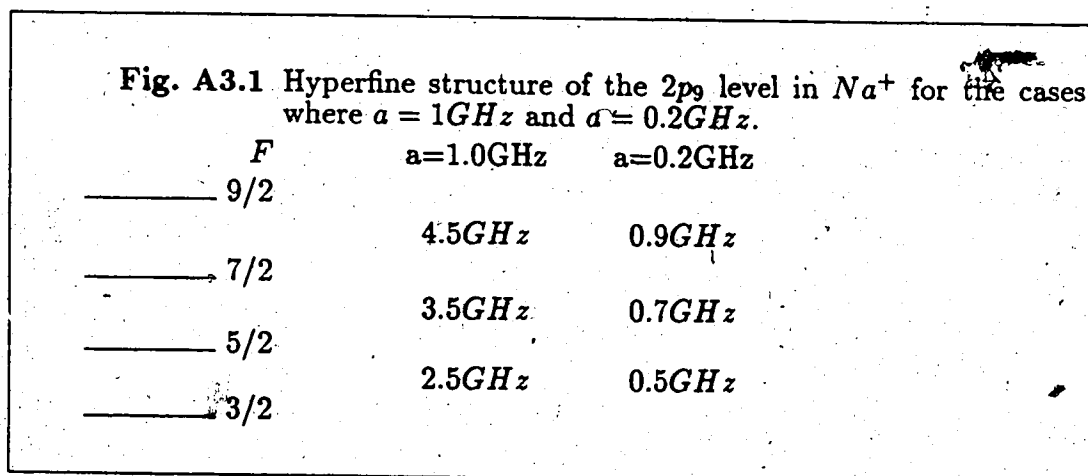 Fig. A3.1 Hyperfine structure of the 2p₉ level in Na⁺ for the cases
where a = 1GHz and a = 0.2GHz.
F a=1.0GHz a=0.2GHz
9/2
4.5GHz 0.9GHz
7/2
3.5GHz 0.7GHz
5/2
2.5GHz 0.5GHz
3/2